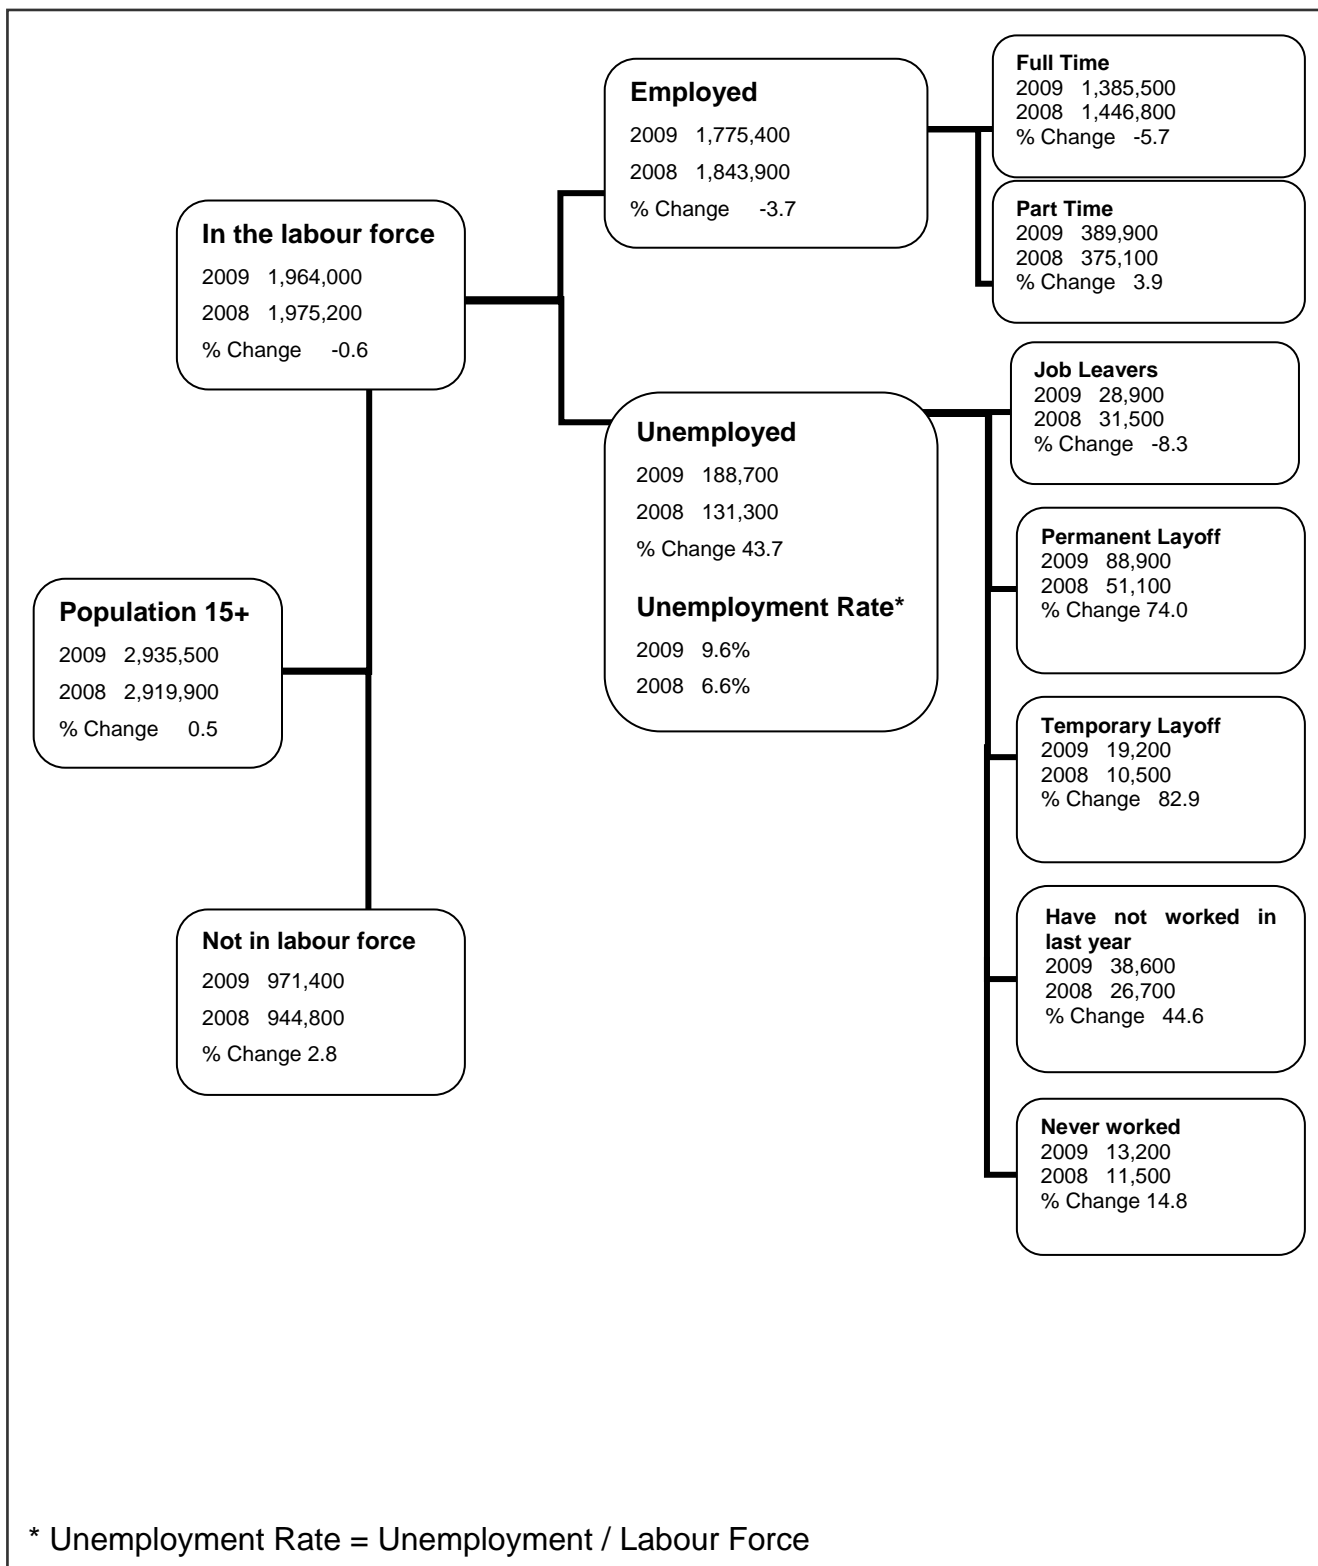 Population 15+
2009 2,935,500
2008 2,919,900
% Change 0.5
In the labour force
2009 1,964,000
2008 1,975,200
% Change -0.6
Not in labour force
2009 971,400
2008 944,800
% Change 2.8
Employed
2009 1,775,400
2008 1,843,900
% Change -3.7
Unemployed
2009 188,700
2008 131,300
% Change 43.7
Unemployment Rate*
2009 9.6%
2008 6.6%
Full Time
2009 1,385,500
2008 1,446,800
% Change -5.7
Part Time
2009 389,900
2008 375,100
% Change 3.9
Job Leavers
2009 28,900
2008 31,500
% Change -8.3
Permanent Layoff
2009 88,900
2008 51,100
% Change 74.0
Temporary Layoff
2009 19,200
2008 10,500
% Change 82.9
Have not worked in
last year
2009 38,600
2008 26,700
% Change 44.6
Never worked
2009 13,200
2008 11,500
% Change 14.8
* Unemployment Rate = Unemployment / Labour Force